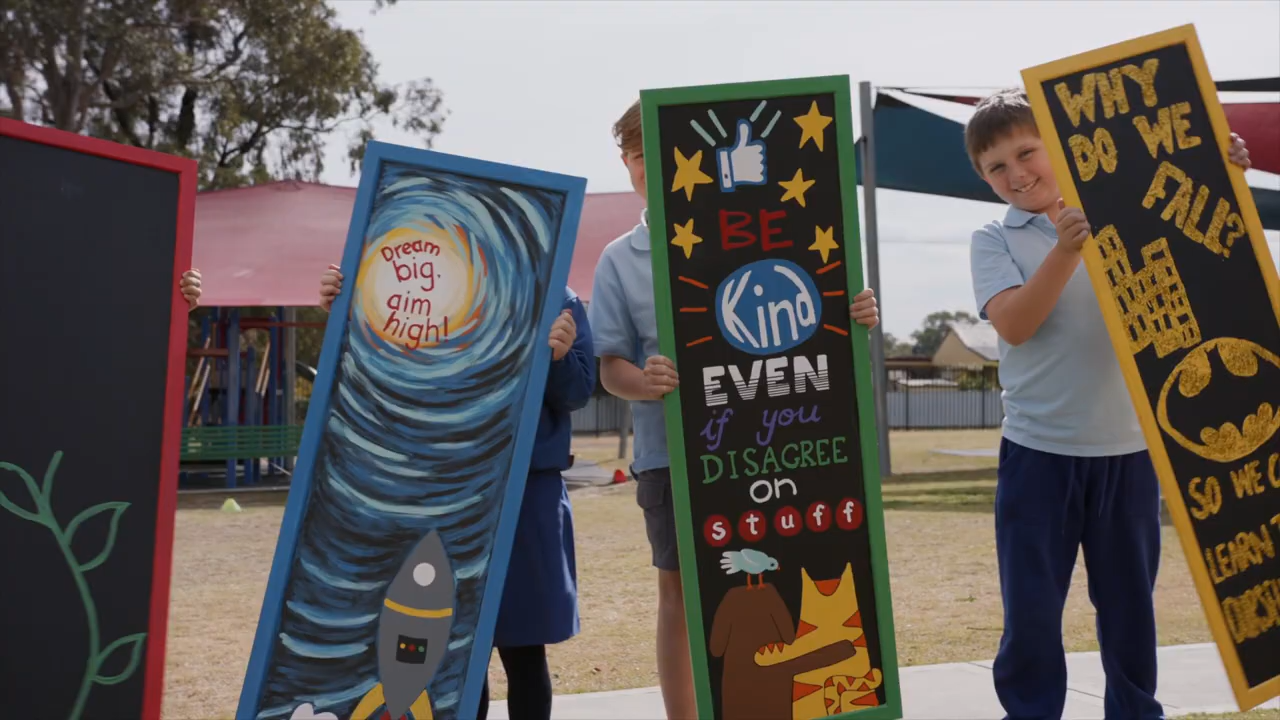 Dream
big.
aim
high!
BE
Kind
EVEN
if you
DISAGREE
on
stuff
WHY
DO WE
FALL?
SO WE C
LEARN T